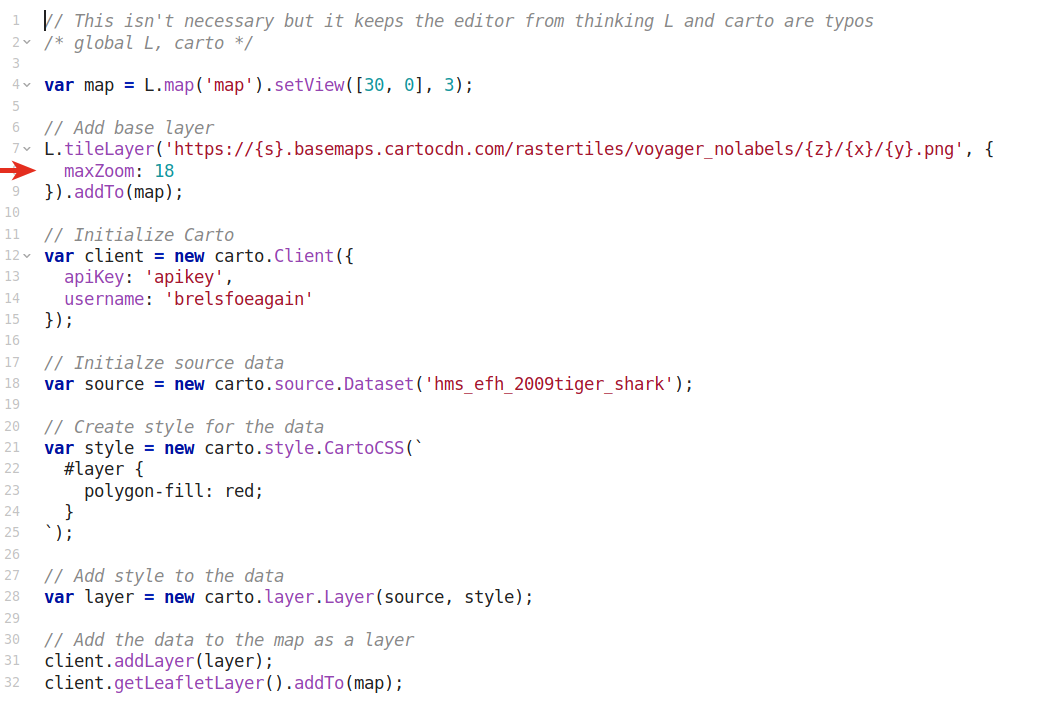 1 // This isn't necessary but it keeps the editor from thinking L and carto are typos
2 /* global L, carto */
3
4 var map = L.map('map').setView([30, 0], 3);
5
6 // Add base layer
7 L.tileLayer('https://{s}.basemaps.cartocdn.com/rastertiles/voyager_nolabels/{z}/{x}/{y}.png', {
maxZoom: 18
9 }).addTo(map);
10
11 // Initialize Carto
12 var client = new carto.Client({
13 apiKey: 'apikey',
14 username: 'brelsfoeagain'
15 });
16
17 // Initialze source data
18 var source = new carto.source.Dataset('hms_efh_2009tiger_shark');
19
20 // Create style for the data
21 var style = new carto.style.CartoCSS(`
22 #layer {
23 polygon-fill: red;
24 }
25 `);
26
27 // Add style to the data
28 var layer = new carto.layer.Layer(source, style);
29
30 // Add the data to the map as a layer
31 client.addLayer(layer);
32 client.getLeafletLayer().addTo(map);